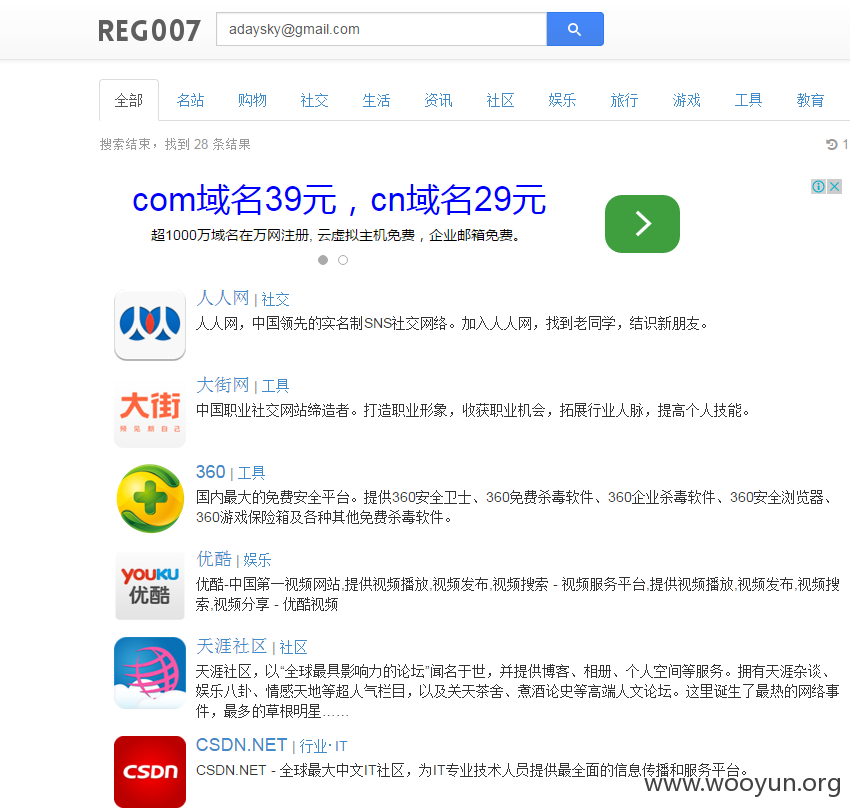 REG007
adaysky@gmail.com
全部 名站 购物 社交 生活 资讯 社区 娱乐 旅行 游戏 工具 教育
搜索结束，找到 28 条结果 1
com域名39元，cn域名29元
超1000万域名在万网注册, 云虚拟主机免费，企业邮箱免费。
人人网 | 社交
人人网，中国领先的实名制SNS社交网络。加入人人网，找到老同学，结识新朋友。
大街
预见新自己
大街网 | 工具
中国职业社交网站缔造者。打造职业形象，收获职业机会，拓展行业人脉，提高个人技能。
360 | 工具
国内最大的免费安全平台。提供360安全卫士、360免费杀毒软件、360企业杀毒软件、360安全浏览器、
360游戏保险箱及各种其他免费杀毒软件。
YOUKU
优酷
优酷 | 娱乐
优酷-中国第一视频网站,提供视频播放,视频发布,视频搜索 - 视频服务平台,提供视频播放,视频发布,视频搜
索,视频分享 - 优酷视频
天涯社区 | 社区
天涯社区，以“全球最具影响力的论坛”闻名于世，并提供博客、相册、个人空间等服务。拥有天涯杂谈、
娱乐八卦、情感天地等超人气栏目，以及关天茶舍、煮酒论史等高端人文论坛。这里诞生了最热的网络事
件，最多的草根明星……
CSDN
CSDN.NET | 行业· IT
CSDN.NET - 全球最大中文IT社区，为IT专业技术人员提供最全面的信息传播和服务平台。
www.wooyun.org